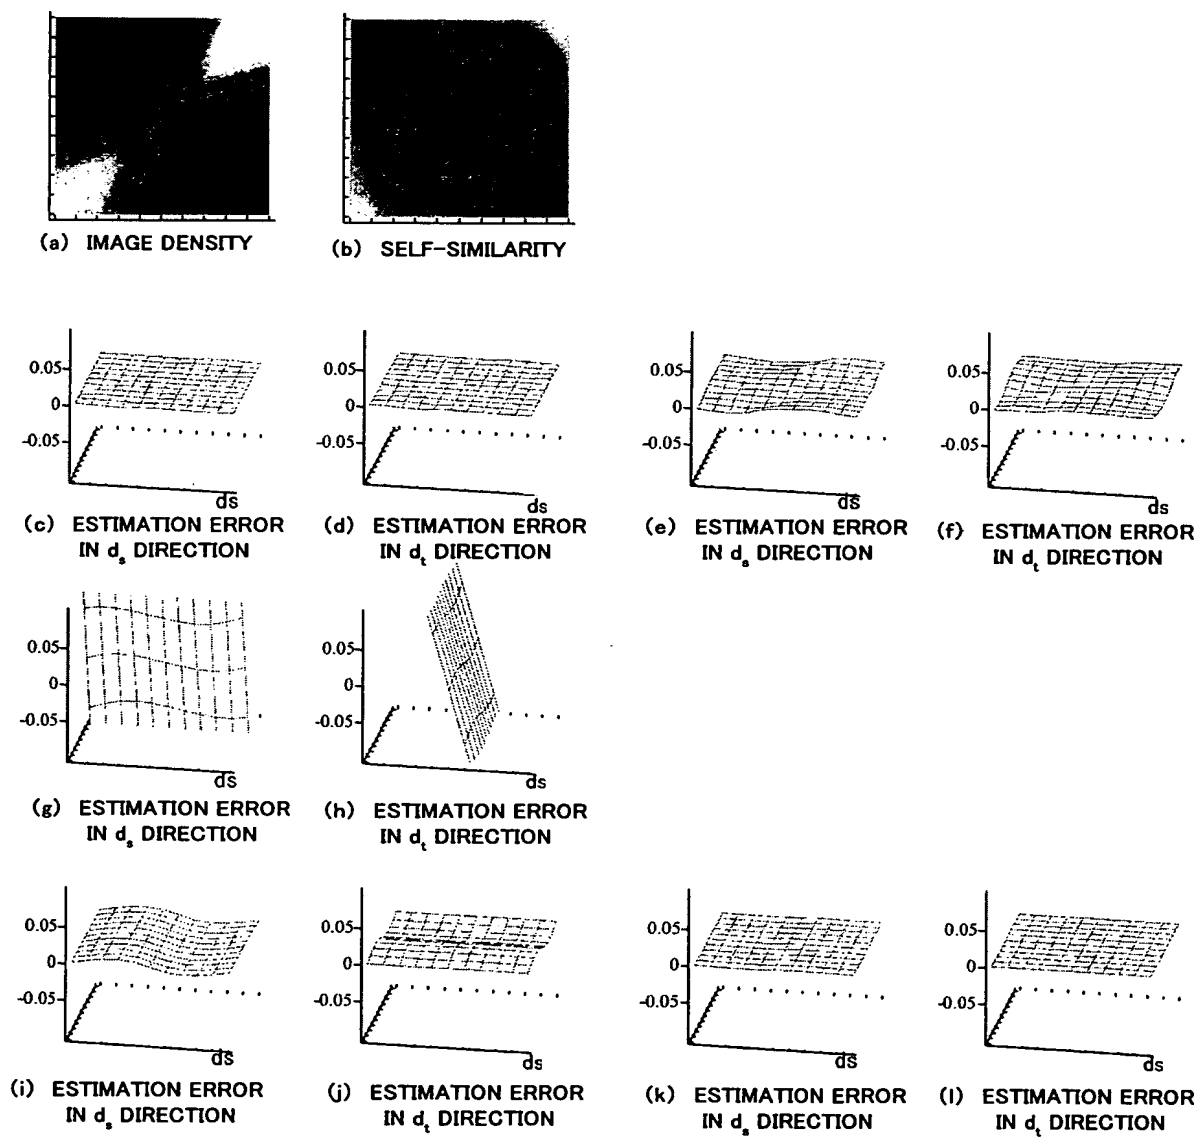 (a) IMAGE DENSITY
(b) SELF-SIMILARITY
0.05
0
-0.05
ds
(c) ESTIMATION ERROR
IN ds DIRECTION
ds
(d) ESTIMATION ERROR
IN dt DIRECTION
0.05
0
-0.05
ds
(e) ESTIMATION ERROR
IN ds DIRECTION
0.05
0
-0.05
ds
(f) ESTIMATION ERROR
IN dt DIRECTION
0.05
0
-0.05
0.05
0
-0.05
ds
(g) ESTIMATION ERROR
IN ds DIRECTION
0.05
0
-0.05
ds
(h) ESTIMATION ERROR
IN dt DIRECTION
0.05
0
-0.05
ds
(i) ESTIMATION ERROR
IN ds DIRECTION
0.05
0
-0.05
ds
(j) ESTIMATION ERROR
IN dt DIRECTION
0.05
0
-0.05
ds
(k) ESTIMATION ERROR
IN ds DIRECTION
0.05
0
-0.05
ds
(l) ESTIMATION ERROR
IN dt DIRECTION